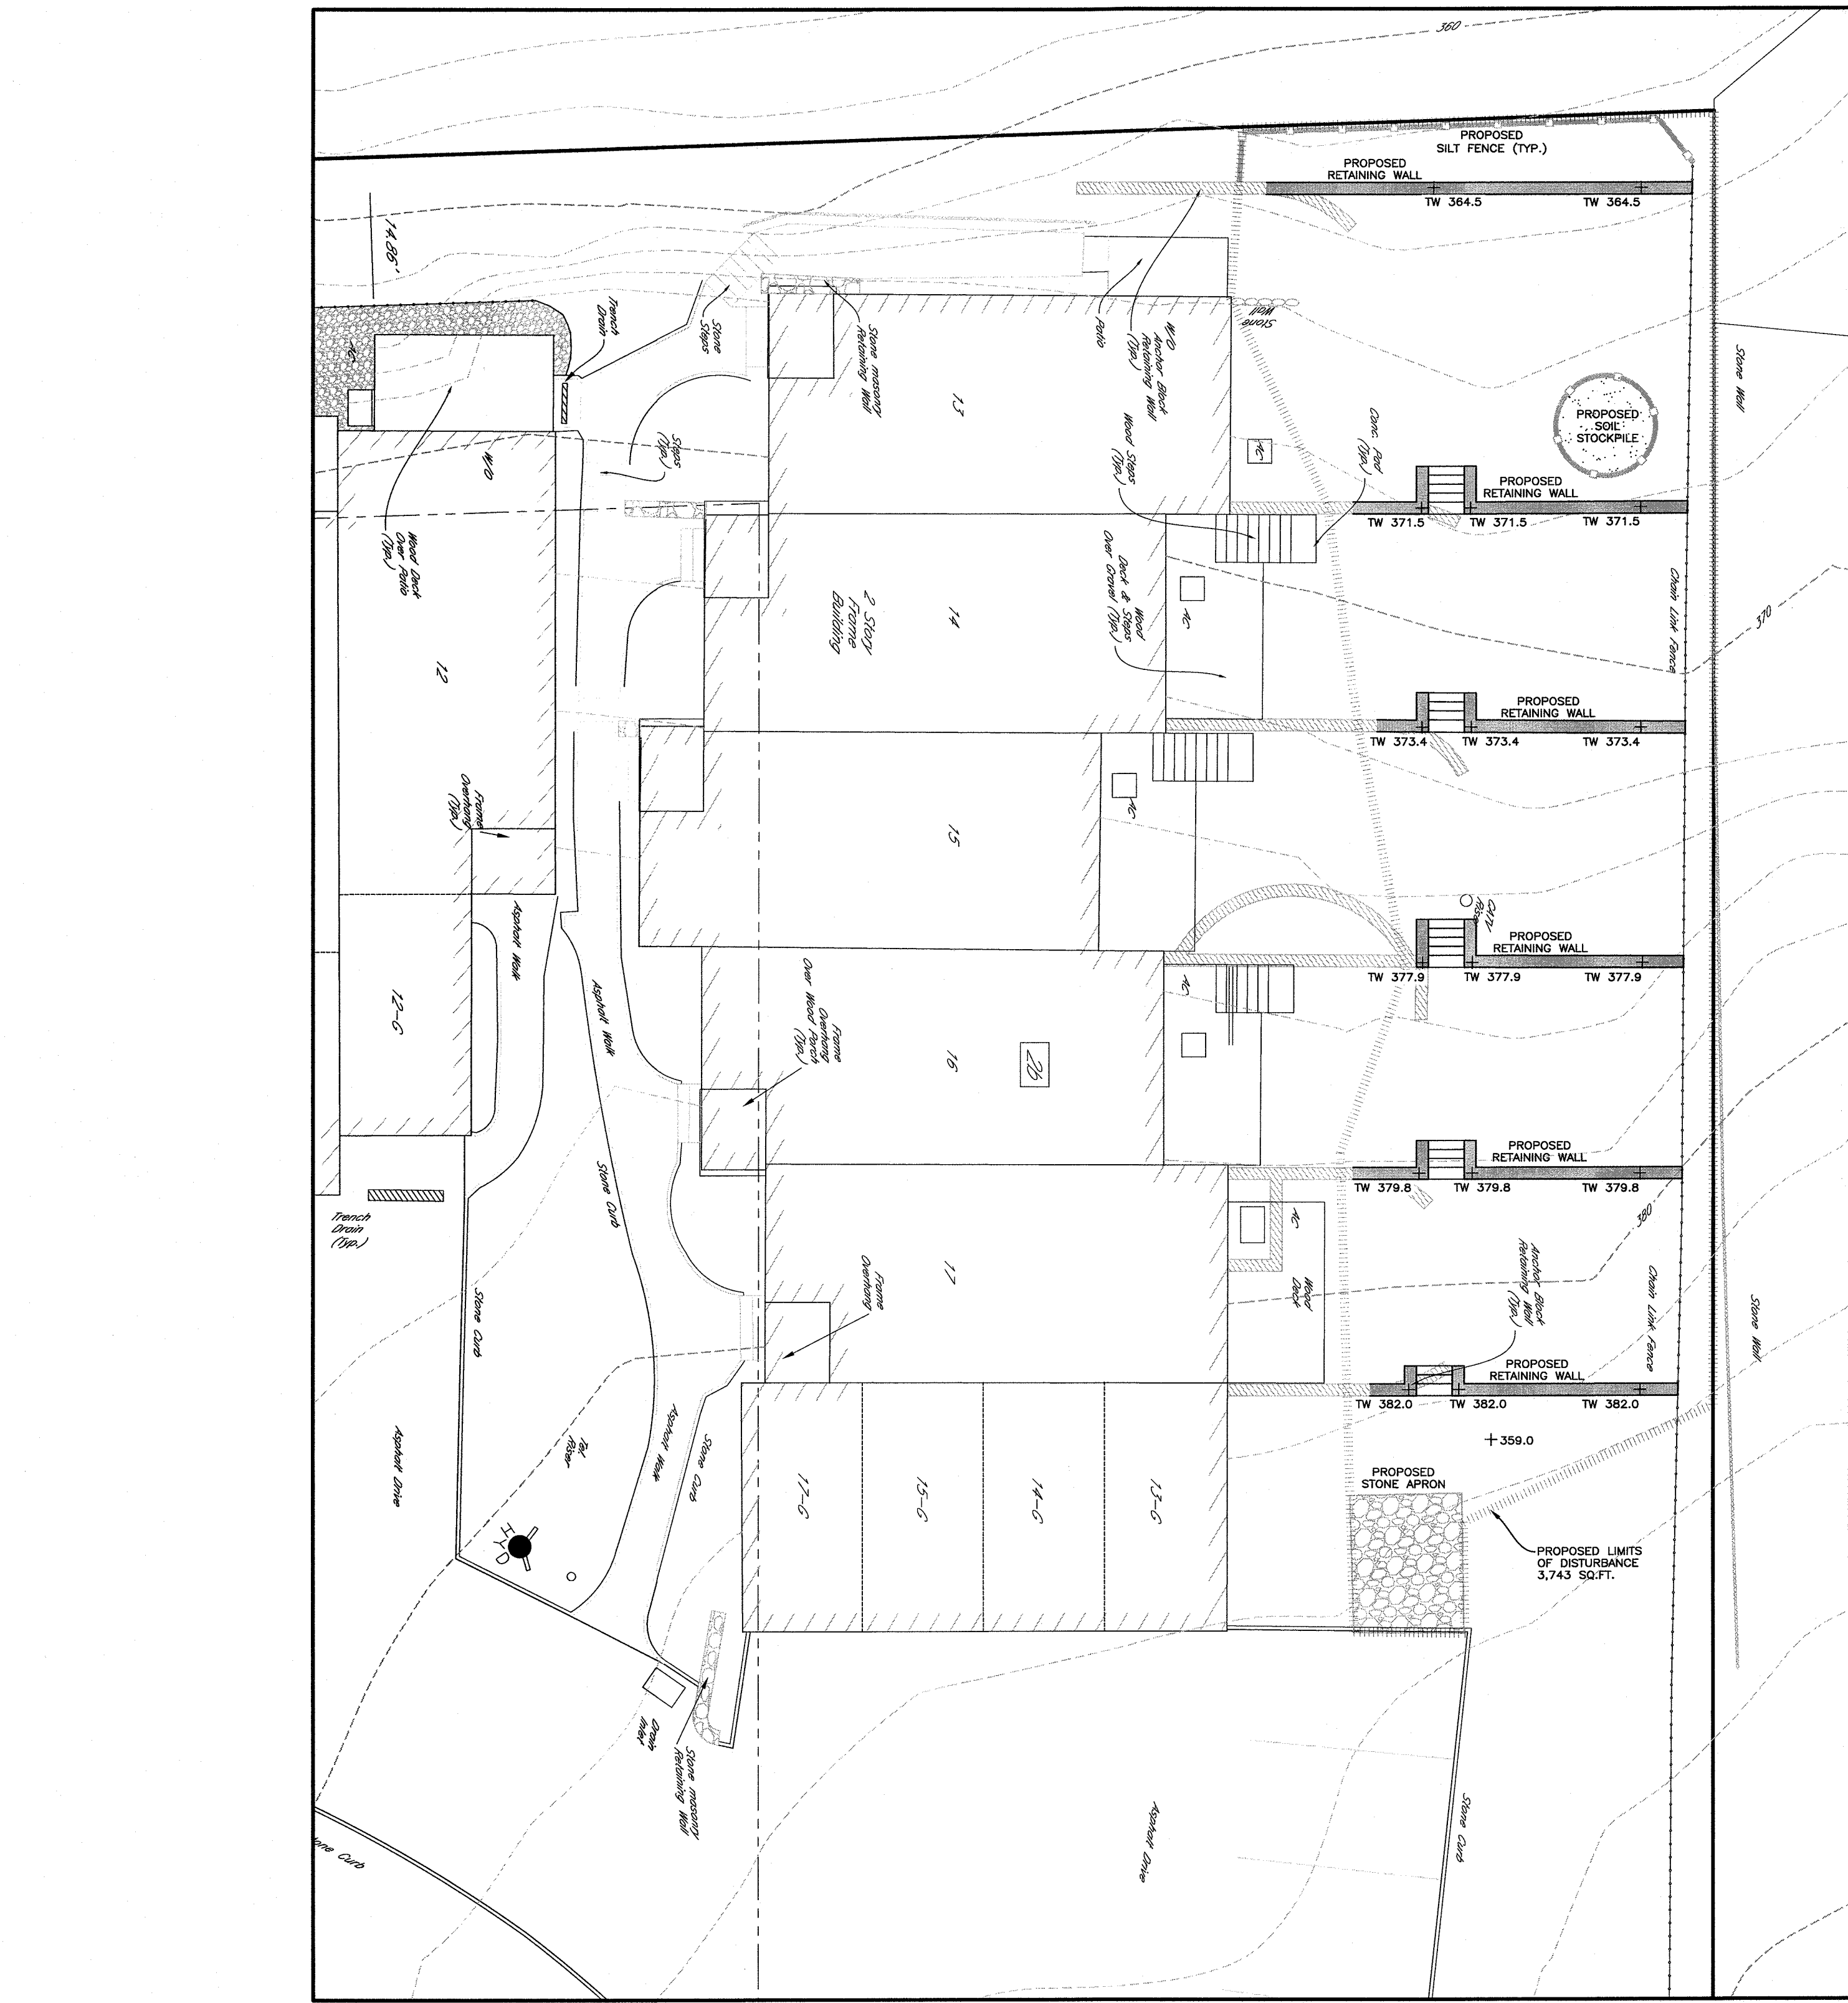 360
PROPOSED
SILT FENCE (TYP.)
PROPOSED
RETAINING WALL
TW 364.5
TW 364.5
14.86'
Trench
Drain
Stone
Steps
Stone masonry
Retaining Wall
Patio
W/O
Anchor Block
Retaining Wall
(Typ.)
Stone
Wall
Stone Wall
AC
W/O
Steps
(Typ.)
13
Wood Steps
(Typ.)
AC
Conc. Pad
(Typ.)
PROPOSED
SOIL
STOCKPILE
PROPOSED
RETAINING WALL
TW 371.5
TW 371.5
TW 371.5
Wood Deck
Over Patio
(Typ.)
12
2 Story
Frame
Building
14
Wood
Deck & Steps
Over Gravel (Typ.)
AC
Chain Link Fence
370
PROPOSED
RETAINING WALL
TW 373.4
TW 373.4
TW 373.4
Frame
Overhang
(Typ.)
15
AC
CATV
Riser
PROPOSED
RETAINING WALL
TW 377.9
TW 377.9
TW 377.9
Asphalt Walk
12-G
Asphalt Walk
Frame
Overhang
Over Wood Porch
(Typ.)
16
26
AC
PROPOSED
RETAINING WALL
TW 379.8
TW 379.8
TW 379.8
380
Trench
Drain
(Typ.)
Stone Curb
Stone Curb
17
Frame
Overhang
AC
Wood
Deck
Anchor Block
Retaining Wall
(Typ.)
Chain Link Fence
Stone Wall
PROPOSED
RETAINING WALL
TW 382.0
TW 382.0
TW 382.0
359.0
Asphalt Drive
Tel
Riser
Asphalt Walk
Stone Curb
17-G
15-G
14-G
13-G
PROPOSED
STONE APRON
PROPOSED LIMITS
OF DISTURBANCE
3,743 SQ.FT.
HYD
Drain
Inlet
Stone masonry
Retaining Wall
Asphalt Drive
Stone Curb
one Curb